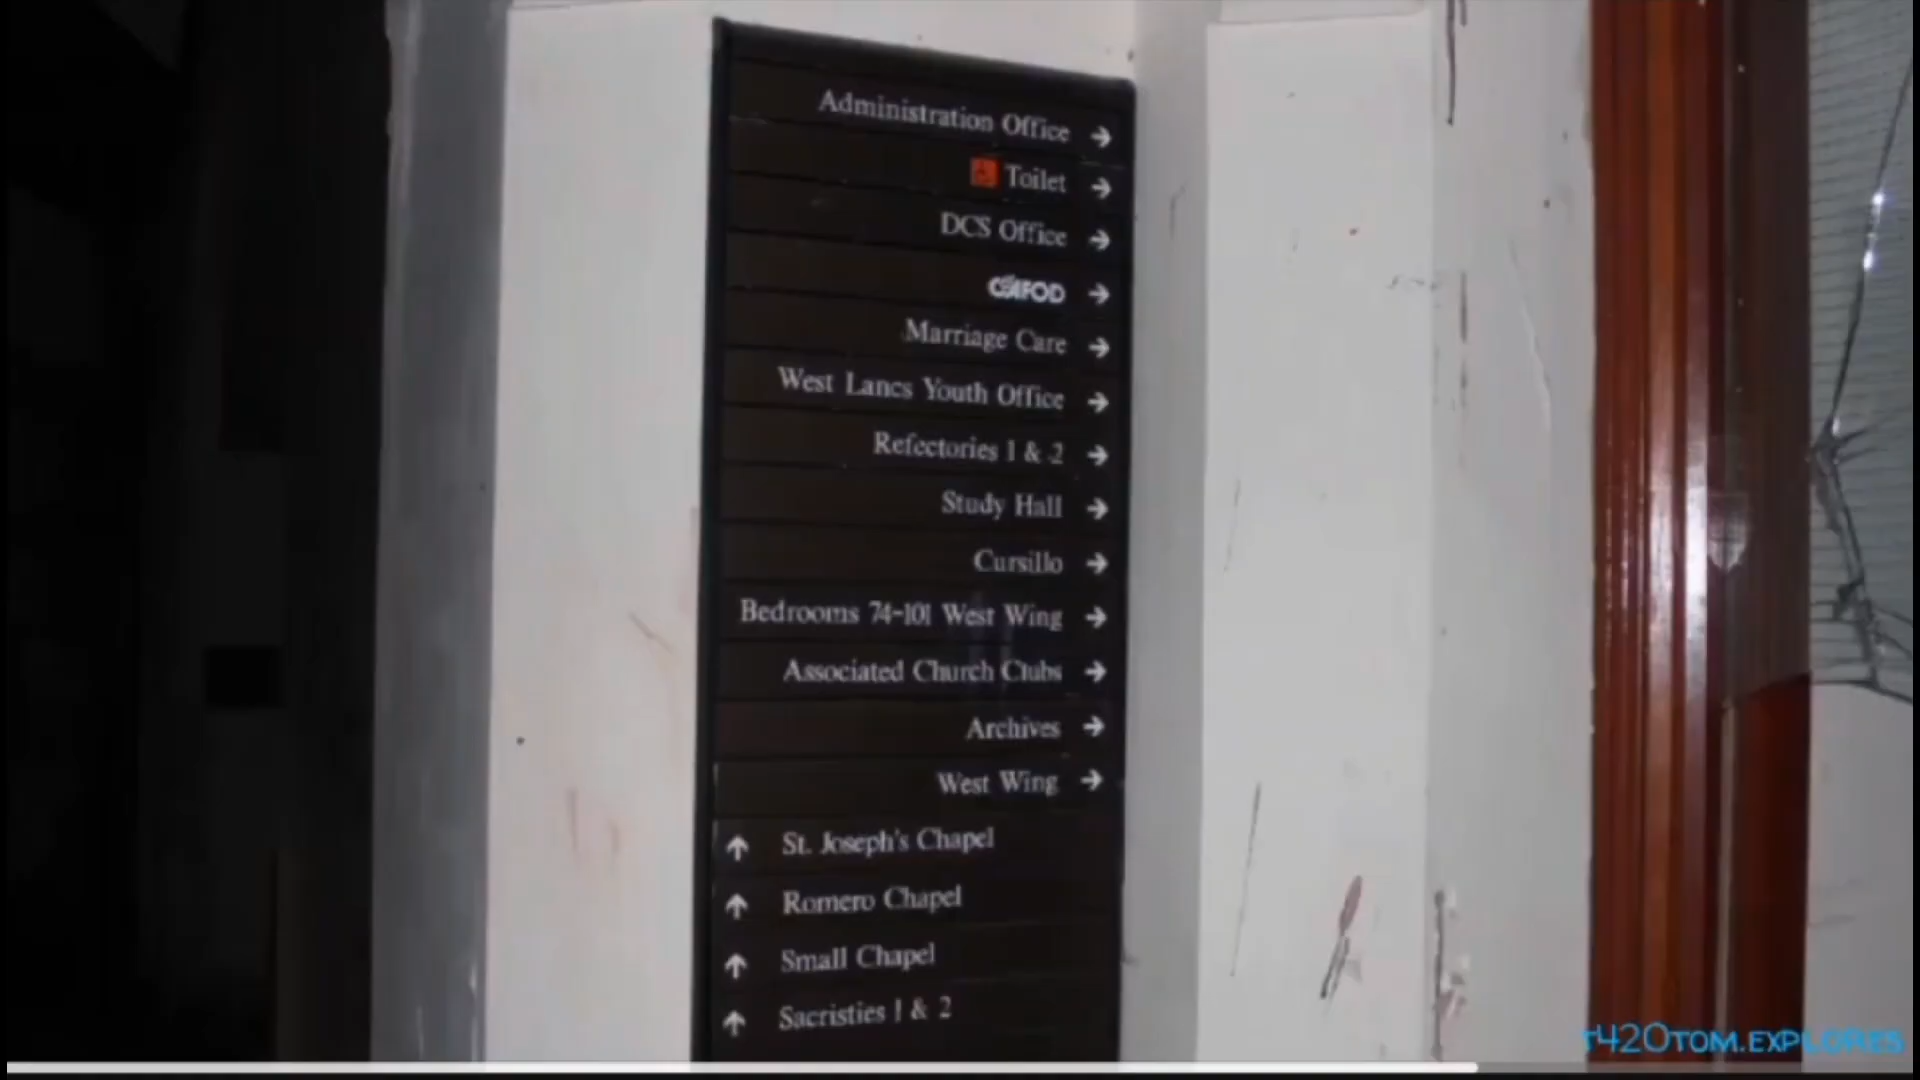 Administration Office →
Toilet →
DCS Office →
CAFOD →
Marriage Care →
West Lancs Youth Office →
Refectories 1 & 2 →
Study Hall →
Cursillo →
Bedrooms 74-101 West Wing →
Associated Church Clubs →
Archives →
West Wing →
↑ St. Joseph's Chapel
↑ Romero Chapel
↑ Small Chapel
↑ Sacristies 1 & 2
T420TOM.EXPLORES